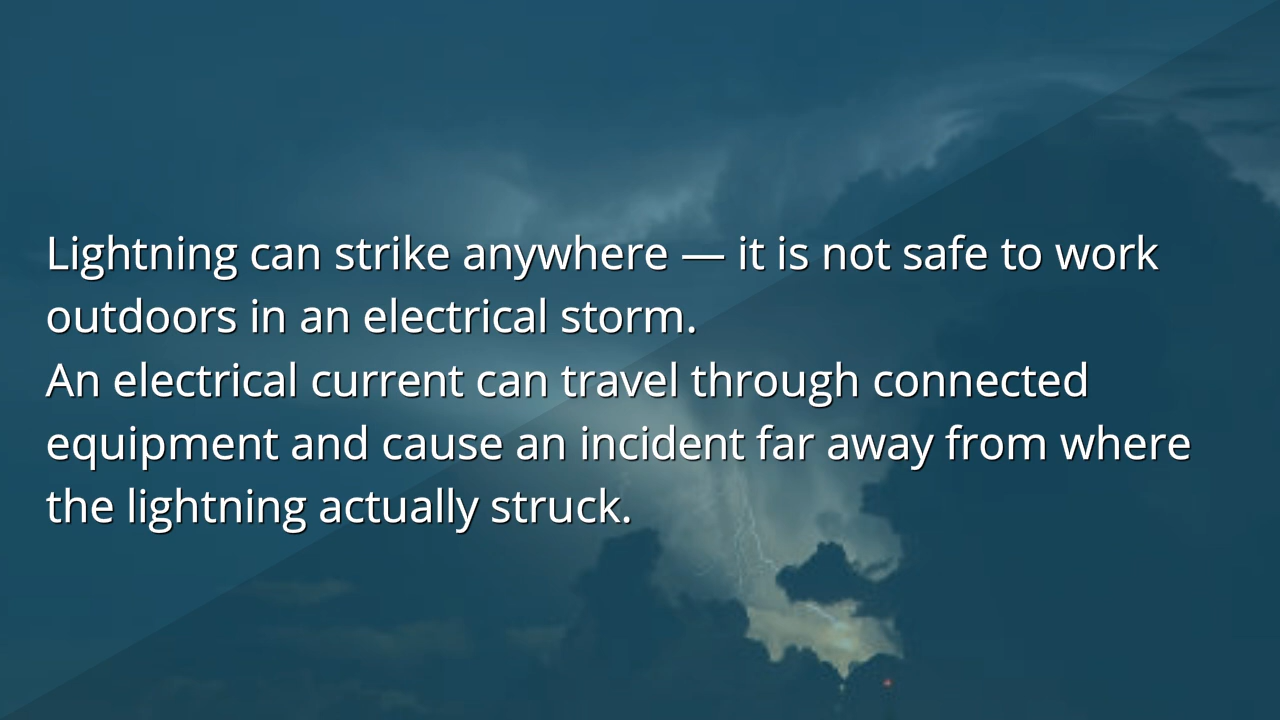 Lightning can strike anywhere — it is not safe to work
outdoors in an electrical storm.
An electrical current can travel through connected
equipment and cause an incident far away from where
the lightning actually struck.